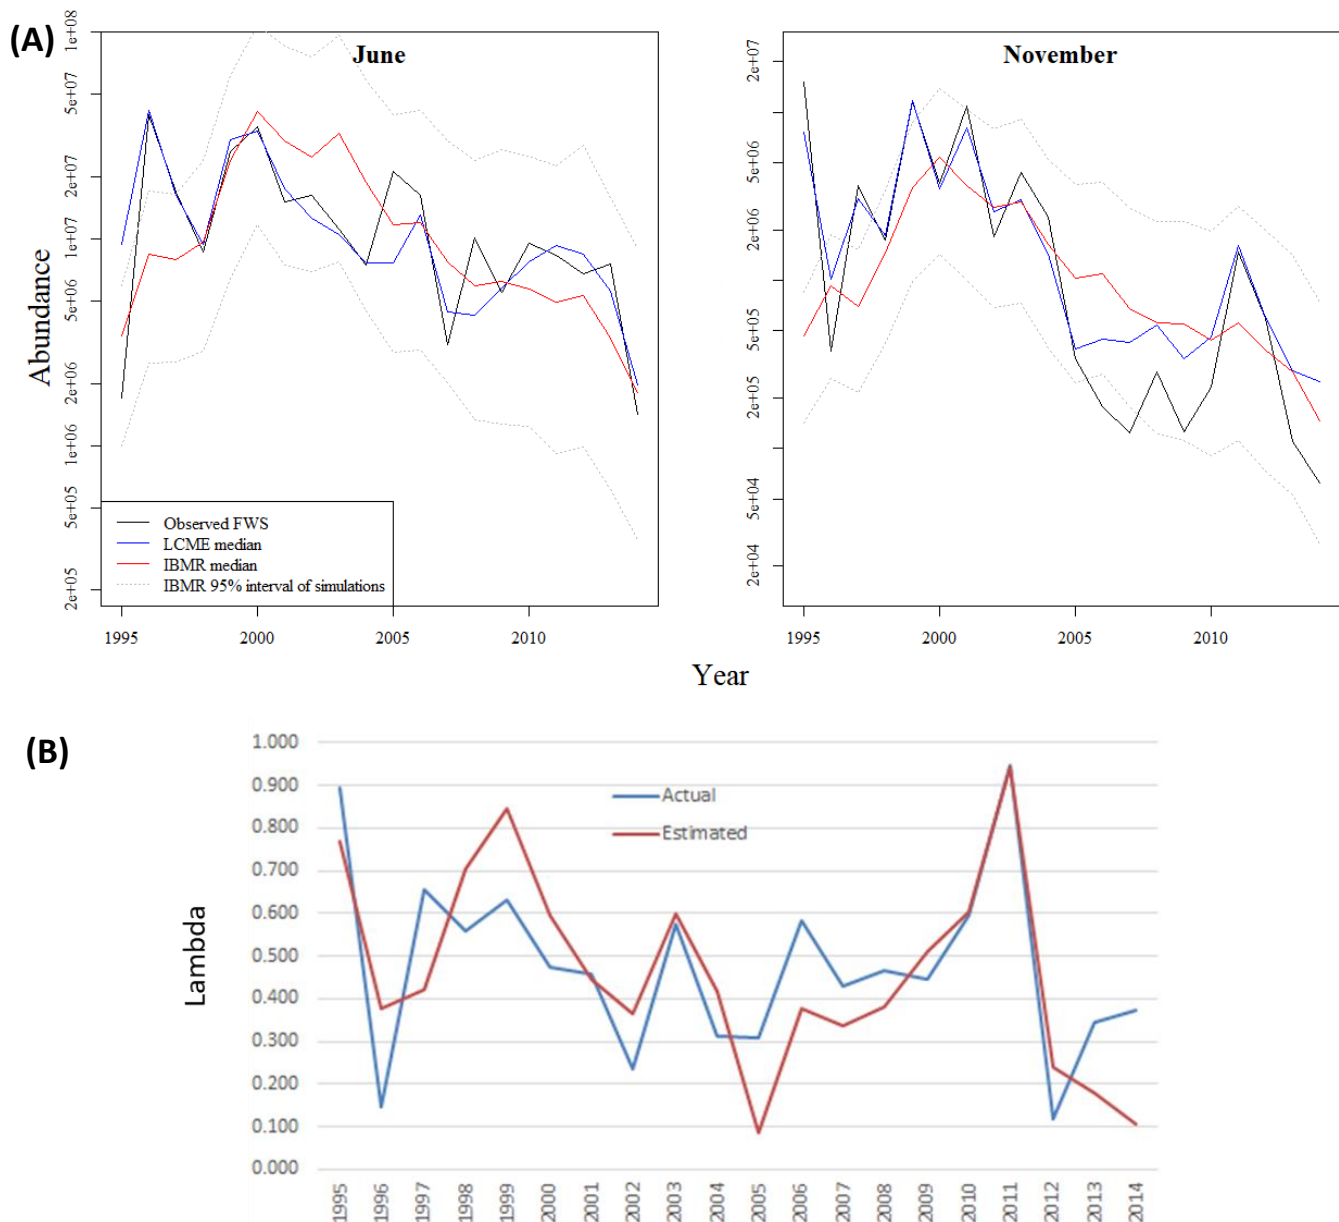 (A)
June
November
Abundance
1e+08
5e+07
2e+07
1e+07
5e+06
2e+06
1e+06
5e+05
2e+05
Observed FWS
LCME median
IBMR median
IBMR 95% interval of simulations
1995 2000 2005 2010
2e+07
5e+06
2e+06
5e+05
2e+05
5e+04
2e+04
1995 2000 2005 2010
Year
(B)
Lambda
1.000
0.900
0.800
0.700
0.600
0.500
0.400
0.300
0.200
0.100
0.000
Actual
Estimated
1995 1996 1997 1998 1999 2000 2001 2002 2003 2004 2005 2006 2007 2008 2009 2010 2011 2012 2013 2014